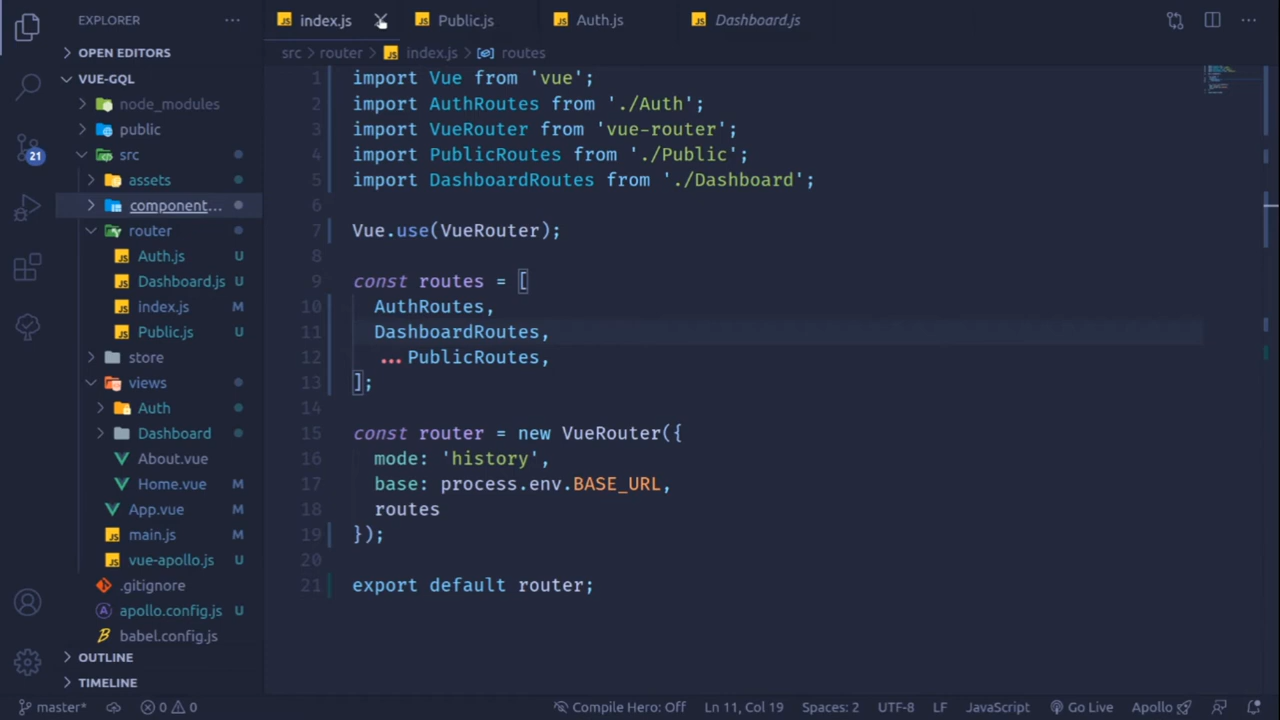 EXPLORER
OPEN EDITORS
VUE-GQL
node_modules
public
src
assets
component...
router
Auth.js U
Dashboard.js U
index.js M
Public.js U
store
views
Auth
Dashboard
About.vue
Home.vue M
App.vue M
main.js M
vue-apollo.js U
.gitignore
apollo.config.js U
babel.config.js
OUTLINE
TIMELINE
21
JS index.js
JS Public.js
JS Auth.js
JS Dashboard.js
src > router > JS index.js > routes
1 import Vue from 'vue';
2 import AuthRoutes from './Auth';
3 import VueRouter from 'vue-router';
4 import PublicRoutes from './Public';
5 import DashboardRoutes from './Dashboard';
6
7 Vue.use(VueRouter);
8
9 const routes = [
10 AuthRoutes,
11 DashboardRoutes,
12 ...PublicRoutes,
13 ];
14
15 const router = new VueRouter({
16 mode: 'history',
17 base: process.env.BASE_URL,
18 routes
19 });
20
21 export default router;
master* 0 0 Compile Hero: Off Ln 11, Col 19 Spaces: 2 UTF-8 LF JavaScript Go Live Apollo